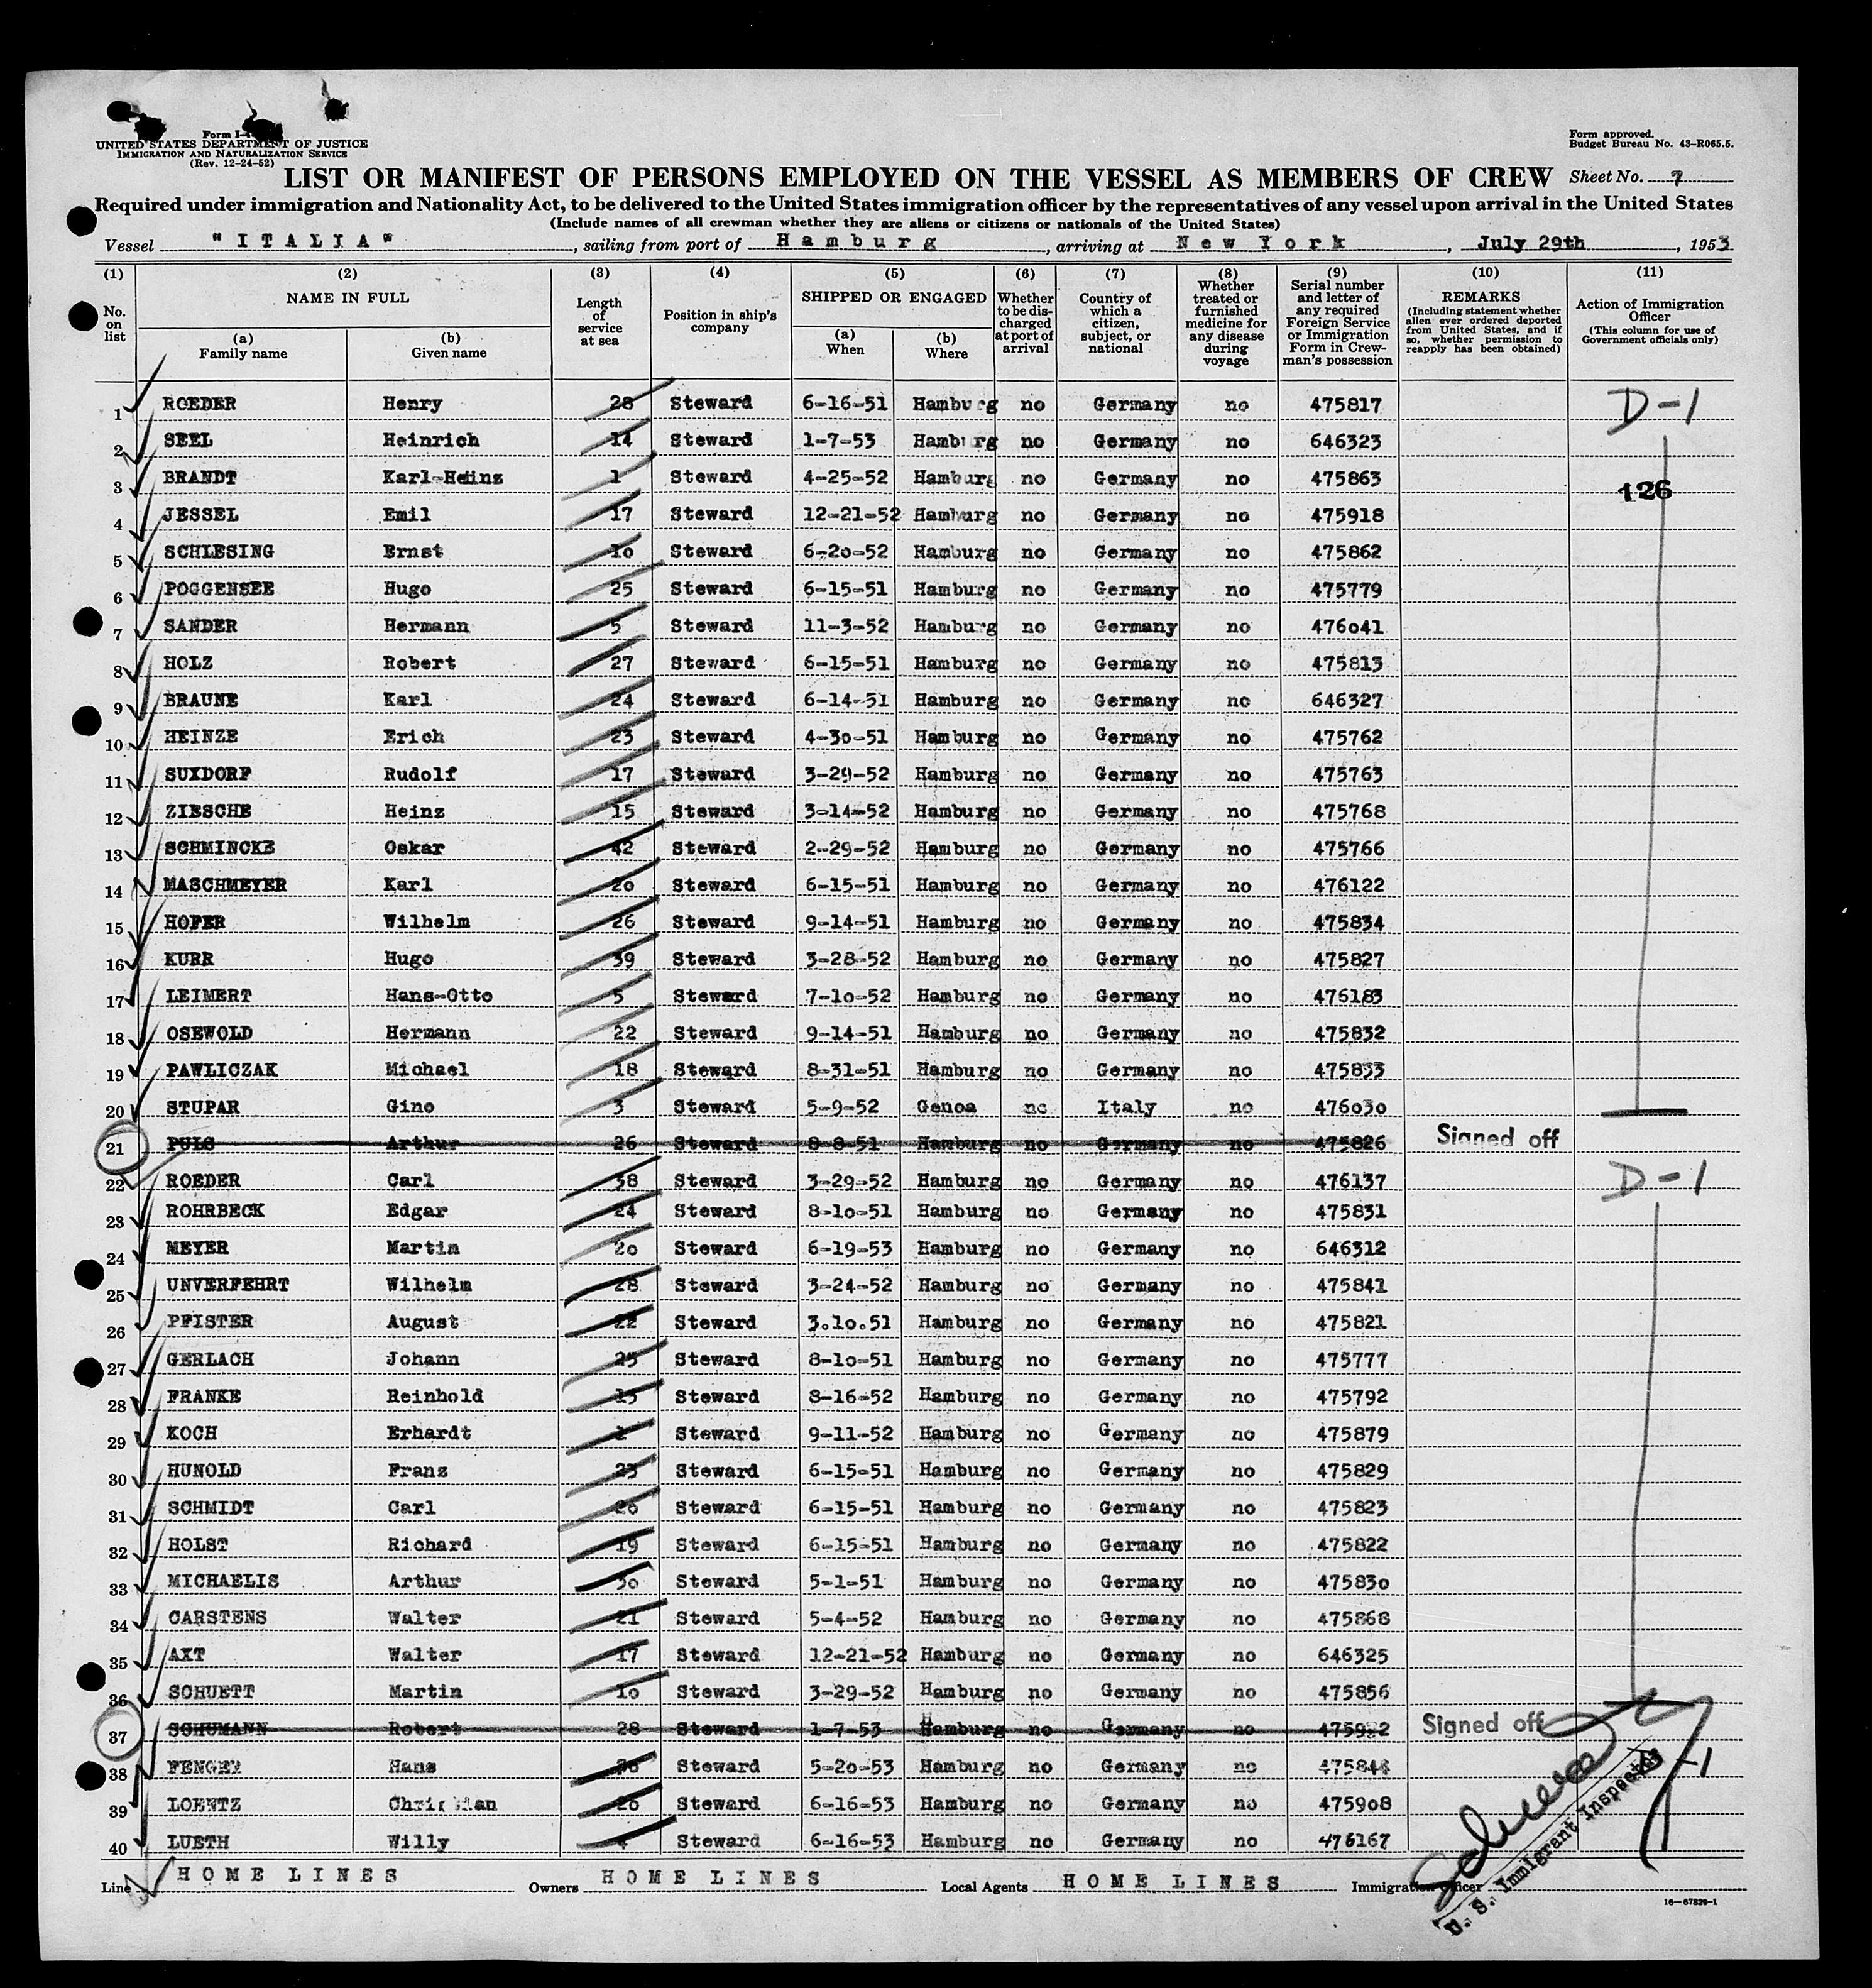 Form I-
UNITED STATES DEPARTMENT OF JUSTICE
IMMIGRATION AND NATURALIZATION SERVICE
(Rev. 12-24-52)
Form approved.
Budget Bureau No. 43-R065.5.
LIST OR MANIFEST OF PERSONS EMPLOYED ON THE VESSEL AS MEMBERS OF CREW Sheet No. 7
Required under immigration and Nationality Act, to be delivered to the United States immigration officer by the representatives of any vessel upon arrival in the United States
(Include names of all crewman whether they are aliens or citizens or nationals of the United States)
Vessel "ITALIA", sailing from port of Hamburg, arriving at New York, July 29th, 1953
(1) (2) (3) (4) (5) (6) (7) (8) (9) (10) (11)
No. on list
NAME IN FULL
(a) Family name
(b) Given name
Length of service at sea
Position in ship's company
SHIPPED OR ENGAGED
(a) When
(b) Where
Whether to be discharged at port of arrival
Country of which a citizen, subject, or national
Whether treated or furnished medicine for any disease during voyage
Serial number and letter of any required Foreign Service or Immigration Form in Crewman's possession
REMARKS
(Including statement whether alien ever ordered deported from United States, and if so, whether permission to reapply has been obtained)
Action of Immigration Officer
(This column for use of Government officials only)
1 ROEDER Henry 28 Steward 6-16-51 Hamburg no Germany no 475817 D-1
2 SEEL Heinrich 14 Steward 1-7-53 Hamburg no Germany no 646323
3 BRANDT Karl-Heinz 1 Steward 4-25-52 Hamburg no Germany no 475863 126
4 JESSEL Emil 17 Steward 12-21-52 Hamburg no Germany no 475918
5 SCHLESING Ernst 10 Steward 6-20-52 Hamburg no Germany no 475862
6 POGGENSEE Hugo 25 Steward 6-15-51 Hamburg no Germany no 475779
7 SANDER Hermann 5 Steward 11-3-52 Hamburg no Germany no 476041
8 HOLZ Robert 27 Steward 6-15-51 Hamburg no Germany no 475813
9 BRAUNE Karl 24 Steward 6-14-51 Hamburg no Germany no 646327
10 HEINZE Erich 23 Steward 4-30-51 Hamburg no Germany no 475762
11 SUXDORF Rudolf 17 Steward 3-29-52 Hamburg no Germany no 475763
12 ZIESCHE Heinz 15 Steward 3-14-52 Hamburg no Germany no 475768
13 SCHMINCKE Oskar 42 Steward 2-29-52 Hamburg no Germany no 475766
14 MASCHMEYER Karl 20 Steward 6-15-51 Hamburg no Germany no 476122
15 HOFER Wilhelm 26 Steward 9-14-51 Hamburg no Germany no 475834
16 KURR Hugo 39 Steward 3-28-52 Hamburg no Germany no 475827
17 LEIMERT Hans-Otto 5 Steward 7-10-52 Hamburg no Germany no 476183
18 OSEWOLD Hermann 22 Steward 9-14-51 Hamburg no Germany no 475832
19 PAWLICZAK Michael 18 Steward 8-31-51 Hamburg no Germany no 475833
20 STUPAR Gino 3 Steward 5-9-52 Genoa no Italy no 476030
21 PULS Arthur 26 Steward 8-8-51 Hamburg no Germany no 475826 Signed off
22 ROEDER Carl 38 Steward 3-29-52 Hamburg no Germany no 476137 D-1
23 ROHRBECK Edgar 24 Steward 8-10-51 Hamburg no Germany no 475831
24 MEYER Martin 20 Steward 6-19-53 Hamburg no Germany no 646312
25 UNVERFEHRT Wilhelm 28 Steward 3-24-52 Hamburg no Germany no 475841
26 PFISTER August 22 Steward 3.10.51 Hamburg no Germany no 475821
27 GERLACH Johann 25 Steward 8-10-51 Hamburg no Germany no 475777
28 FRANKE Reinhold 15 Steward 8-16-52 Hamburg no Germany no 475792
29 KOCH Erhardt Steward 9-11-52 Hamburg no Germany no 475879
30 HUNOLD Franz 23 Steward 6-15-51 Hamburg no Germany no 475829
31 SCHMIDT Carl 26 Steward 6-15-51 Hamburg no Germany no 475823
32 HOLST Richard 19 Steward 6-15-51 Hamburg no Germany no 475822
33 MICHAELIS Arthur 30 Steward 5-1-51 Hamburg no Germany no 475830
34 CARSTENS Walter 21 Steward 5-4-52 Hamburg no Germany no 475868
35 AXT Walter 17 Steward 12-21-52 Hamburg no Germany no 646325
36 SCHUETT Martin 10 Steward 3-29-52 Hamburg no Germany no 475856
37 SCHUMANN Robert 28 Steward 1-7-53 Hamburg no Germany no Signed off
38 FENGER Hans Steward 5-20-53 Hamburg no Germany no
39 LORNTZ Christian 26 Steward 6-16-53 Hamburg no Germany no 475908
40 LUETH Willy 4 Steward 6-16-53 Hamburg no Germany no 476167
Line HOME LINES Owners HOME LINES Local Agents HOME LINES Immigration Officer
U. S. Immigrant Inspector
16—67829-1